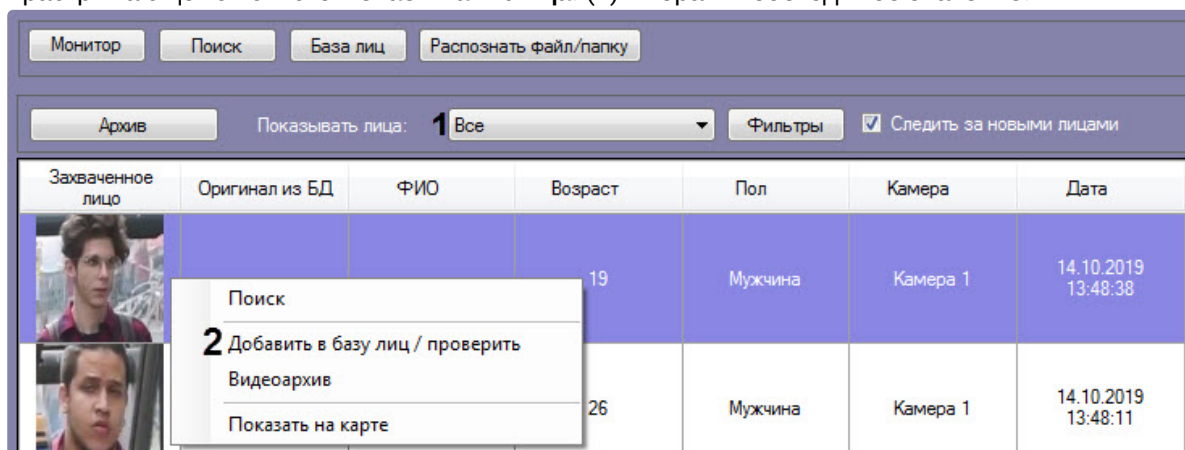 Монитор Поиск База лиц Распознать файл/папку
Архив Показывать лица: 1 Все Фильтры Следить за новыми лицами
Захваченное лицо Оригинал из БД ФИО Возраст Пол Камера Дата
19 Мужчина Камера 1 14.10.2019 13:48:38
Поиск
2 Добавить в базу лиц / проверить
Видеоархив
Показать на карте
26 Мужчина Камера 1 14.10.2019 13:48:11